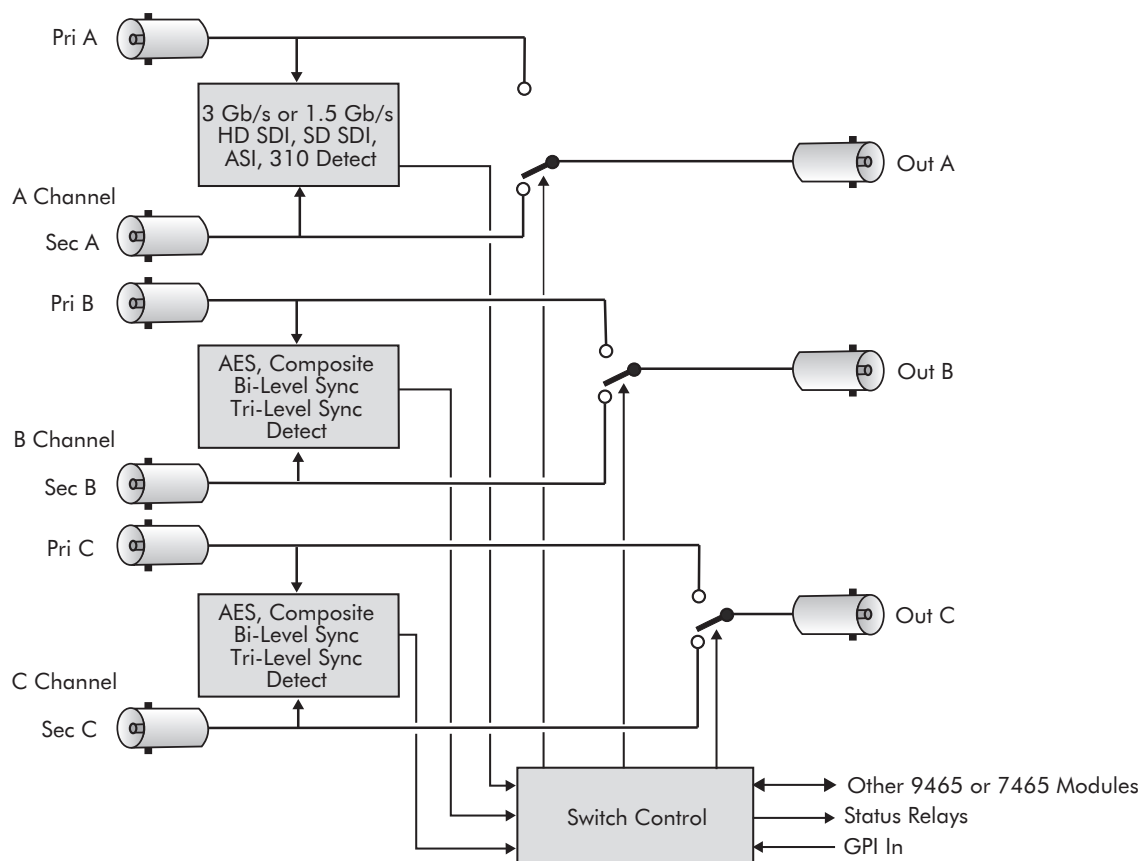 Pri A
3 Gb/s or 1.5 Gb/s
HD SDI, SD SDI,
ASI, 310 Detect
Out A
A Channel
Sec A
Pri B
AES, Composite
Bi-Level Sync
Tri-Level Sync
Detect
Out B
B Channel
Sec B
Pri C
AES, Composite
Bi-Level Sync
Tri-Level Sync
Detect
Out C
C Channel
Sec C
Switch Control
Other 9465 or 7465 Modules
Status Relays
GPI In